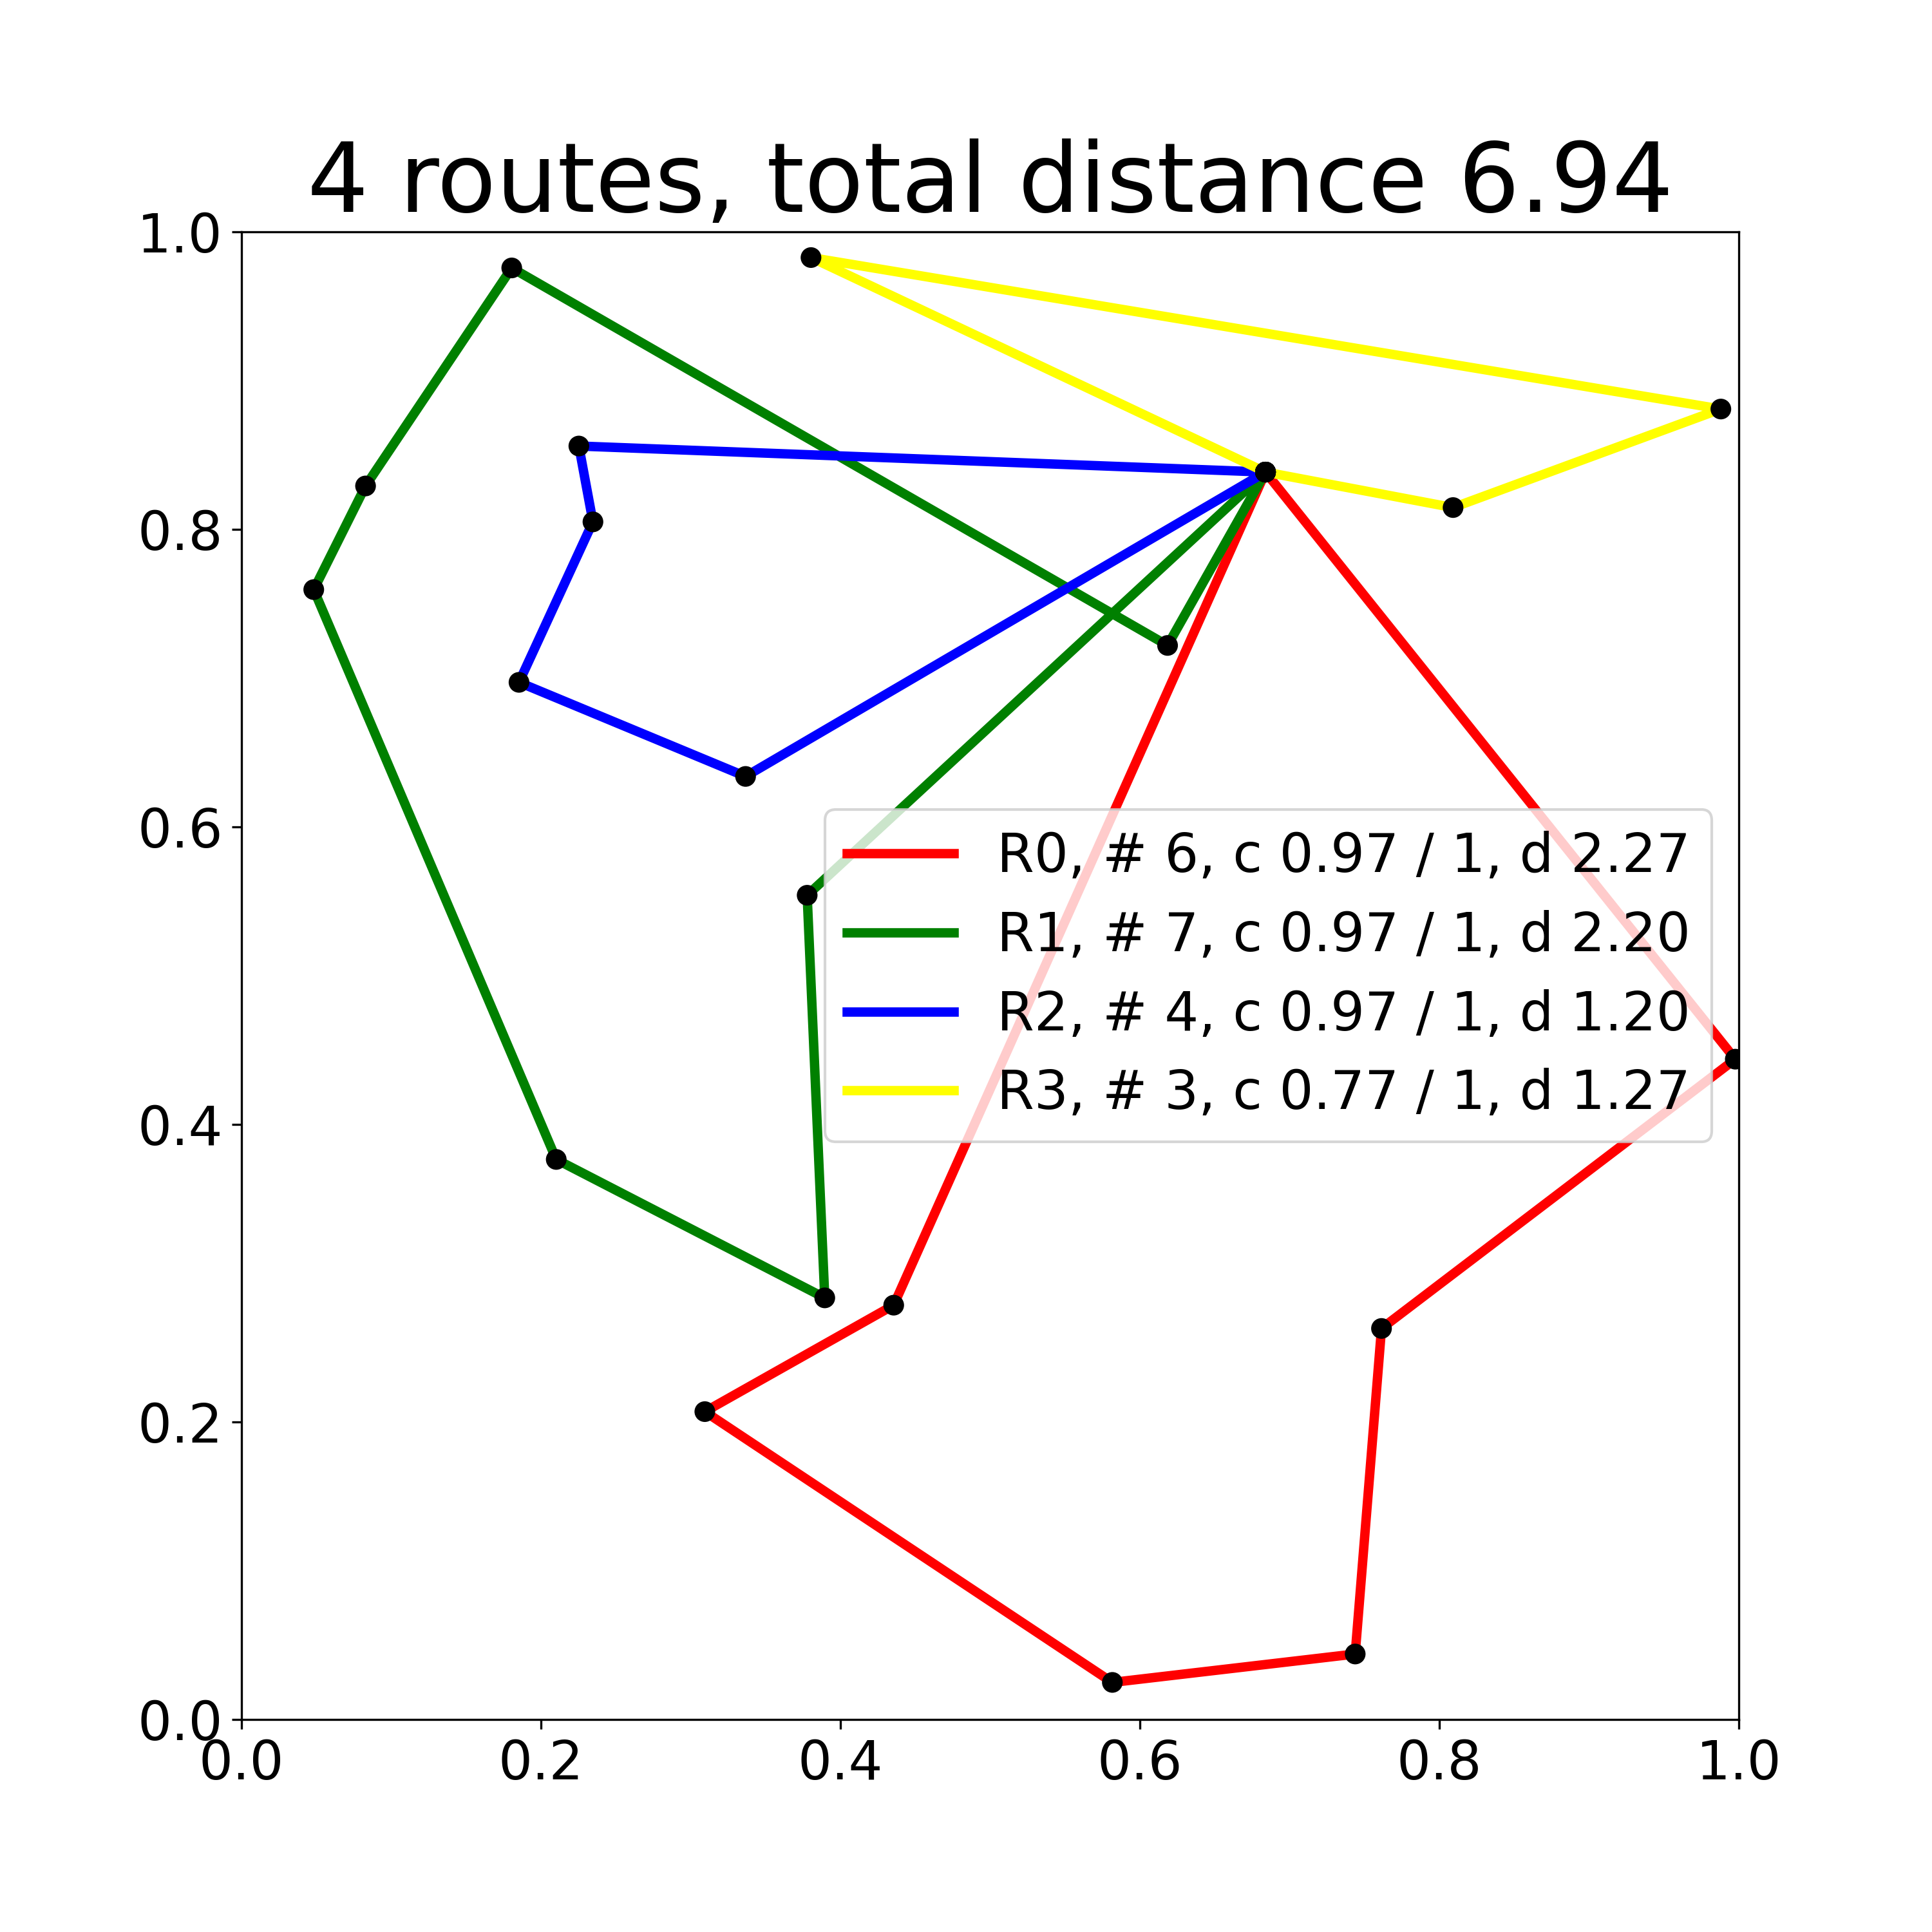 4 routes, total distance 6.94
1.0
0.8
0.6
0.4
0.2
0.0
R0, # 6, c 0.97 / 1, d 2.27
R1, # 7, c 0.97 / 1, d 2.20
R2, # 4, c 0.97 / 1, d 1.20
R3, # 3, c 0.77 / 1, d 1.27
0.0 0.2 0.4 0.6 0.8 1.0